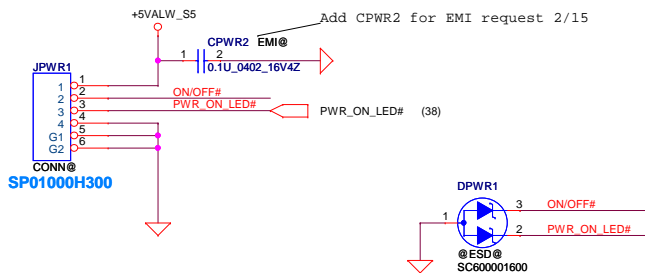 Add CPWR2 for EMI request 2/15
+5VALW_S5
CPWR2 EMI@
1 2
0.1U_0402_16V4Z
JPWR1
1 1
2 2 ON/OFF#
3 3 PWR_ON_LED# PWR_ON_LED# (38)
4 4
G1 5
G2 6
CONN@
SP01000H300
DPWR1
1 3 ON/OFF#
2 PWR_ON_LED#
@ESD@
SC600001600